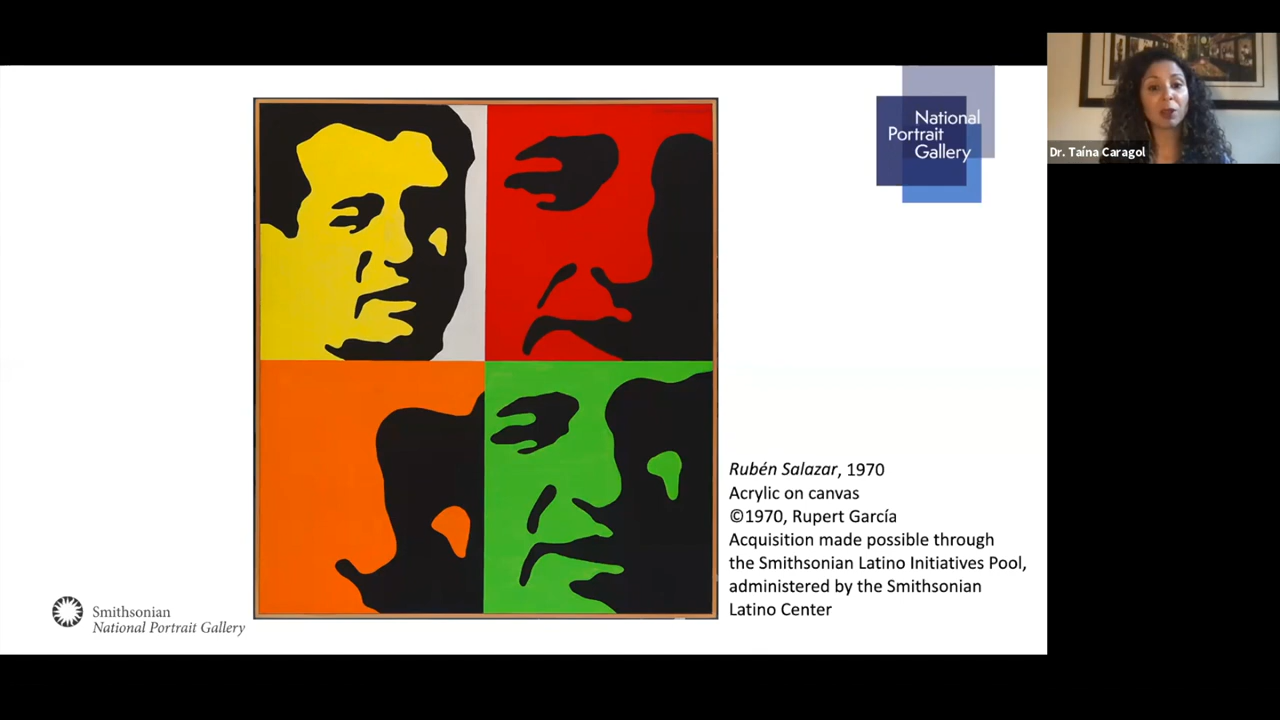 National
Portrait
Gallery
Dr. Taína Caragol
Rubén Salazar, 1970
Acrylic on canvas
©1970, Rupert García
Acquisition made possible through
the Smithsonian Latino Initiatives Pool,
administered by the Smithsonian
Latino Center
Smithsonian
National Portrait Gallery